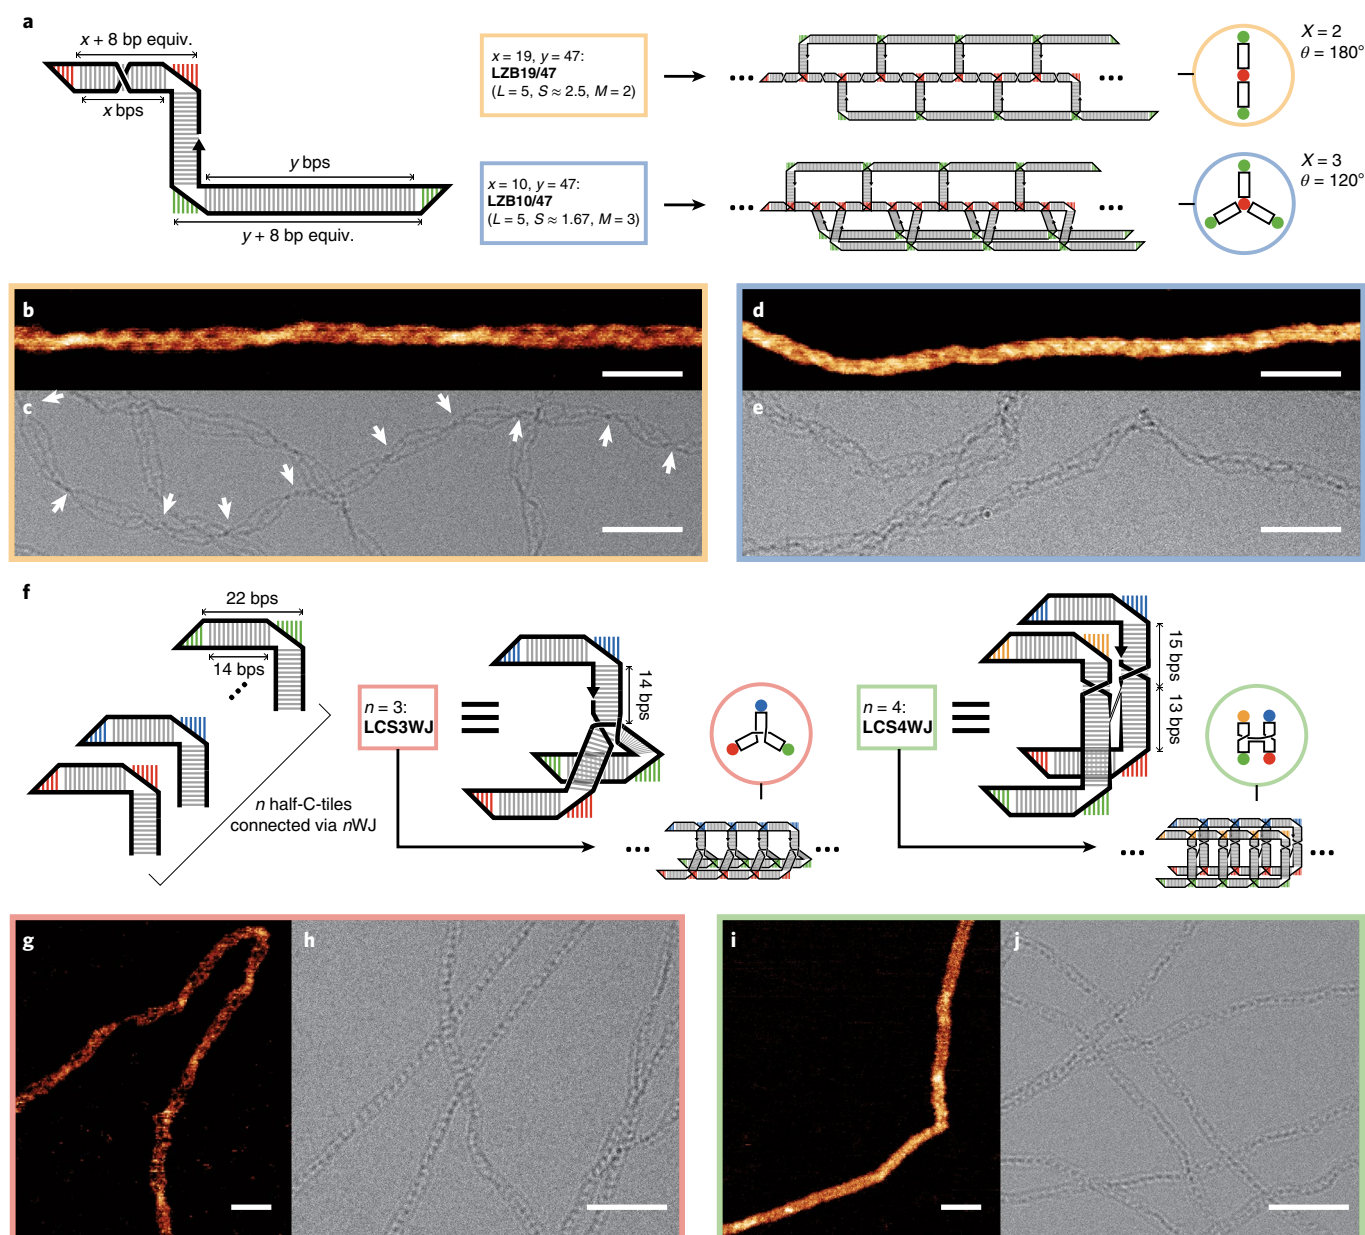 a
x + 8 bp equiv.
x bps
y bps
y + 8 bp equiv.
x = 19, y = 47:
LZB19/47
(L = 5, S ≈ 2.5, M = 2)
X = 2
θ = 180°
x = 10, y = 47:
LZB10/47
(L = 5, S ≈ 1.67, M = 3)
X = 3
θ = 120°
b
c
d
e
f
22 bps
14 bps
n half-C-tiles
connected via nWJ
n = 3:
LCS3WJ
14 bps
n = 4:
LCS4WJ
15 bps
13 bps
g
h
i
j